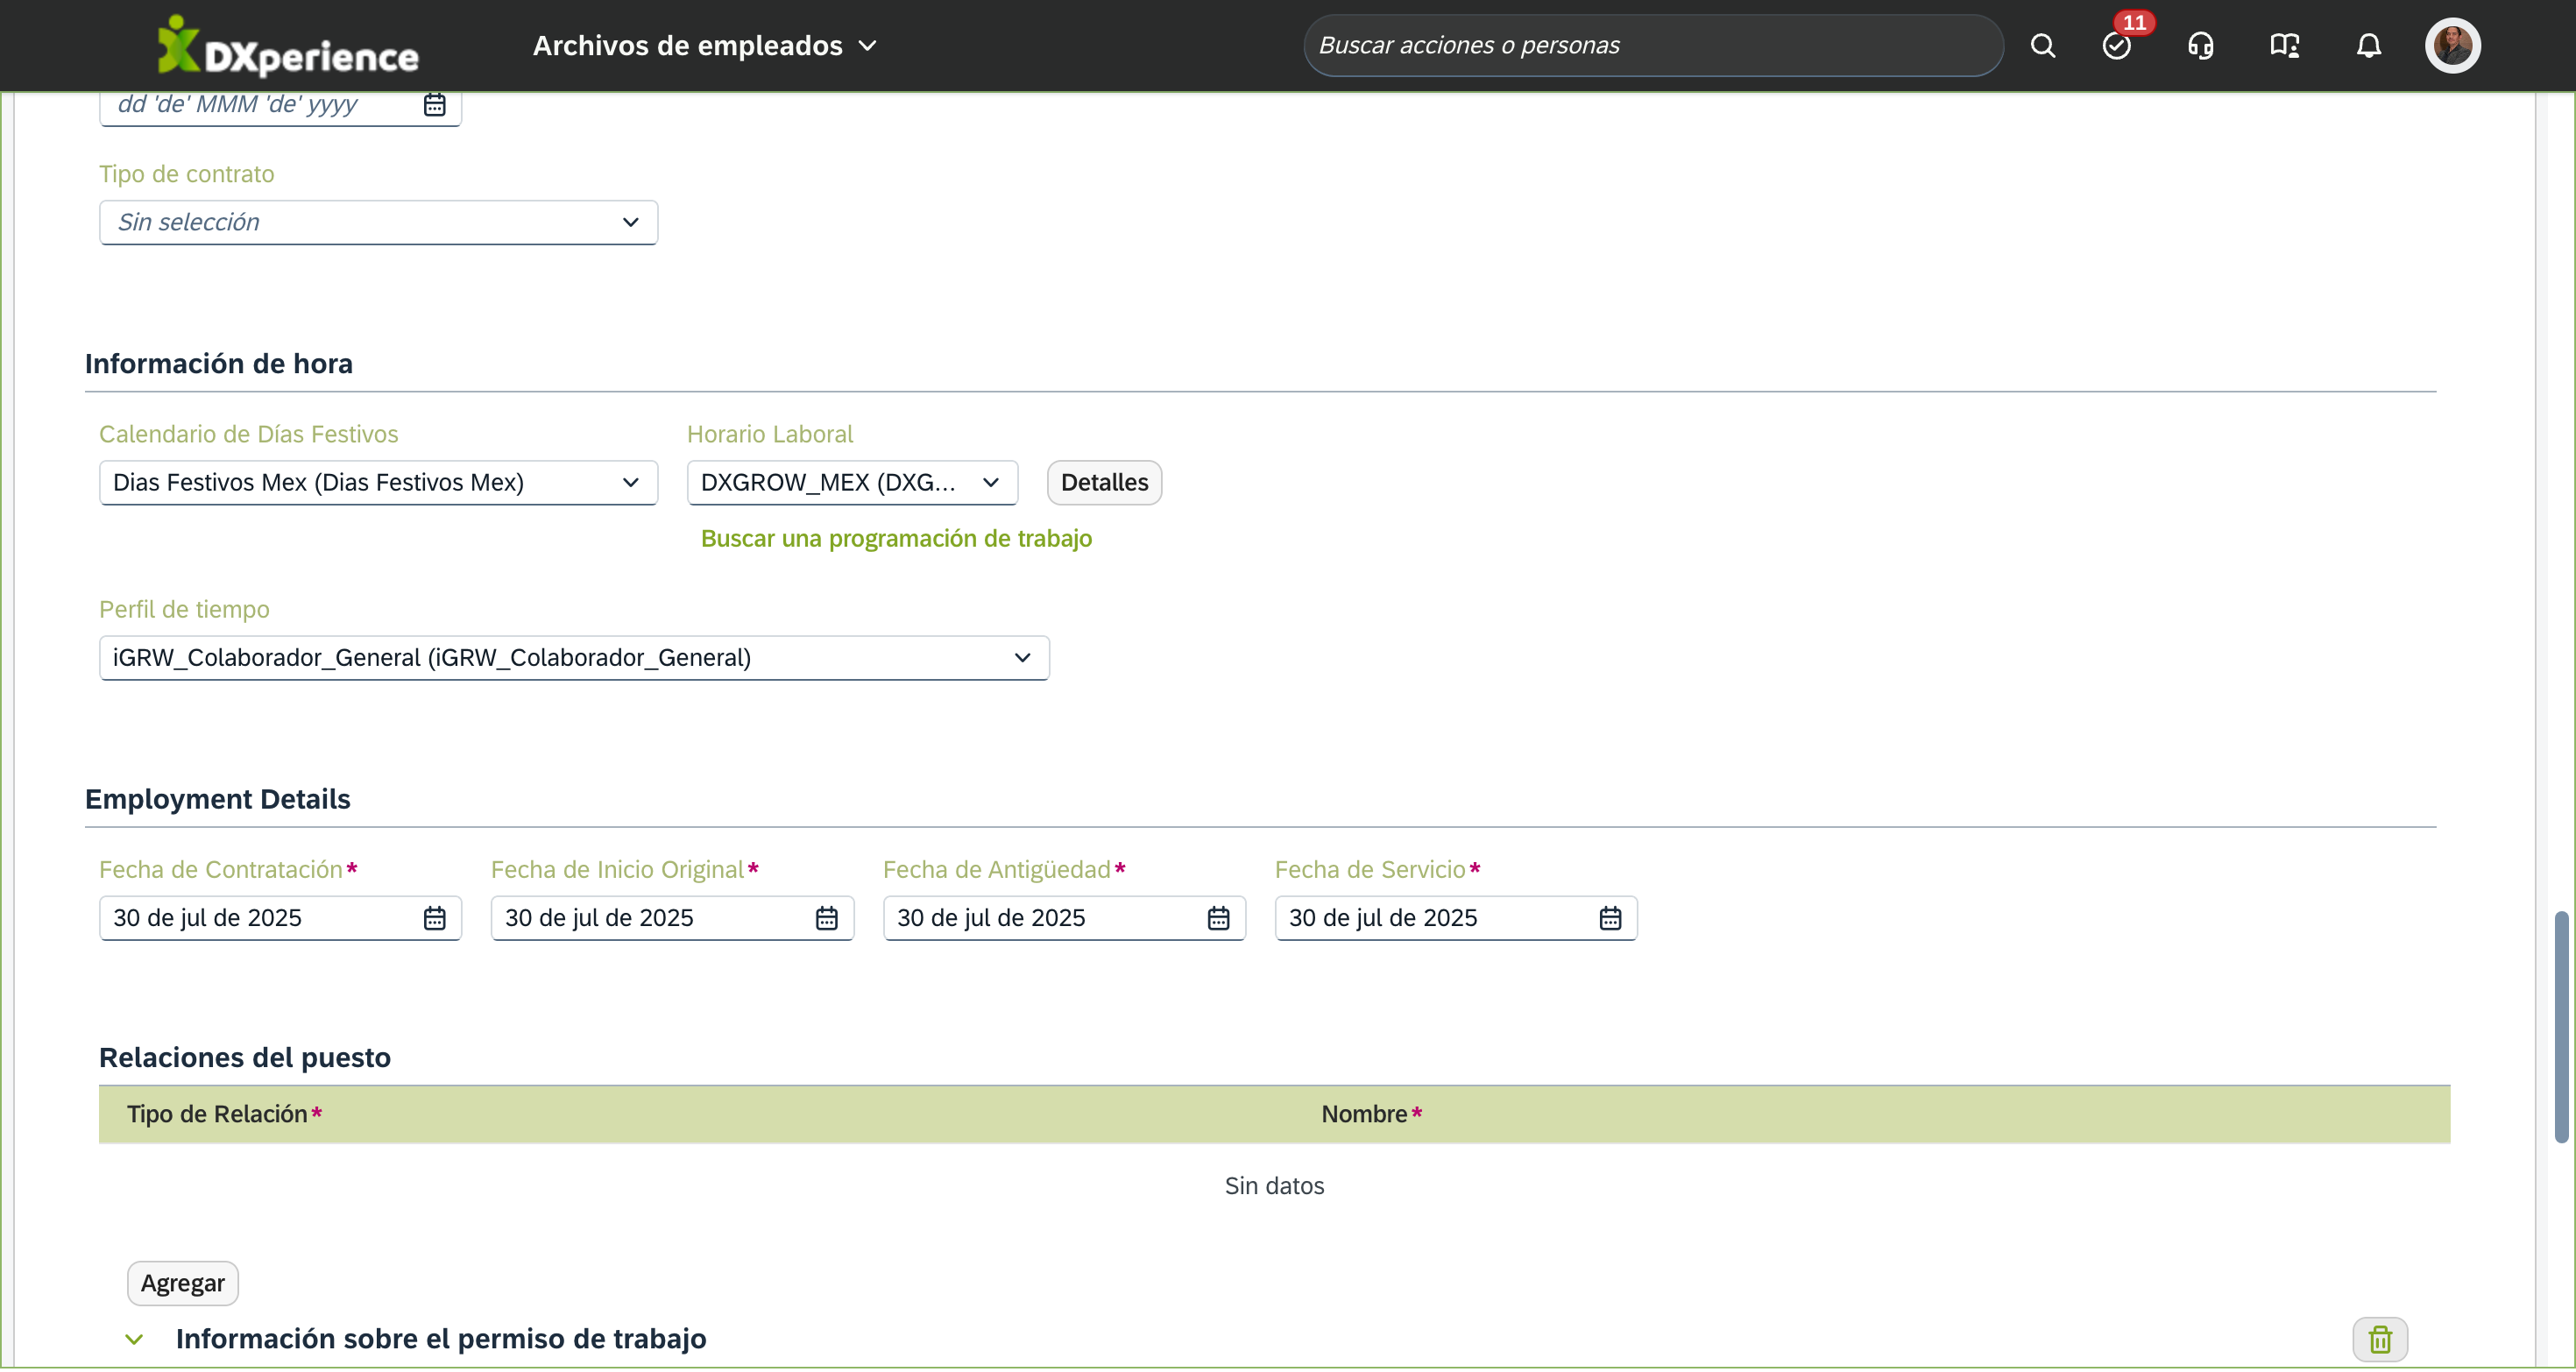 DXperience
Archivos de empleados
Buscar acciones o personas
11
dd 'de' MMM 'de' yyyy
Tipo de contrato
Sin selección
Información de hora
Calendario de Días Festivos
Horario Laboral
Dias Festivos Mex (Dias Festivos Mex)
DXGROW_MEX (DXG...
Detalles
Buscar una programación de trabajo
Perfil de tiempo
iGRW_Colaborador_General (iGRW_Colaborador_General)
Employment Details
Fecha de Contratación*
Fecha de Inicio Original*
Fecha de Antigüedad*
Fecha de Servicio*
30 de jul de 2025
30 de jul de 2025
30 de jul de 2025
30 de jul de 2025
Relaciones del puesto
Tipo de Relación*
Nombre*
Sin datos
Agregar
Información sobre el permiso de trabajo